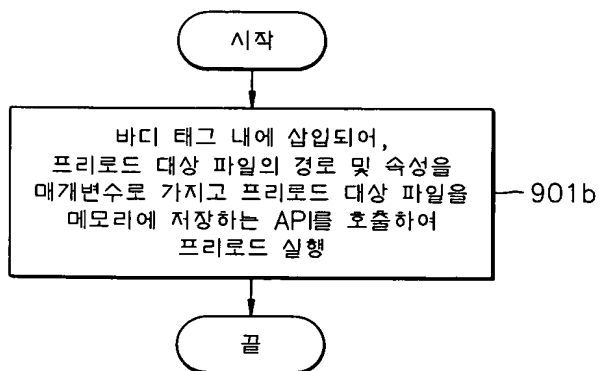 시작
바디 태그 내에 삽입되어,
프리로드 대상 파일의 경로 및 속성을
매개변수로 가지고 프리로드 대상 파일을
메모리에 저장하는 API를 호출하여
프리로드 실행
901b
끝